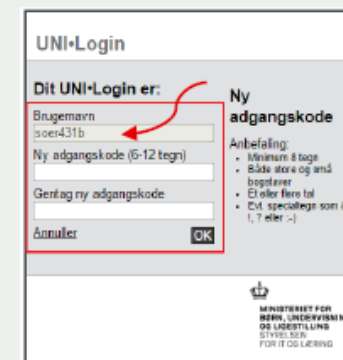 UNI•Login
Dit UNI•Login er:
Brugernavn
soer431b
Ny adgangskode (6-12 tegn)
Gentag ny adgangskode
Annuller
OK
Ny
adgangskode
Anbefaling:
• Minimum 8 tegn
• Både store og små
bogstaver
• Et eller flere tal
• Evt. specialtegn som
!, ? eller :-)
MINISTERIET FOR
BØRN, UNDERVISNIN
OG LIGESTILLING
STYRELSEN
FOR IT OG LÆRING